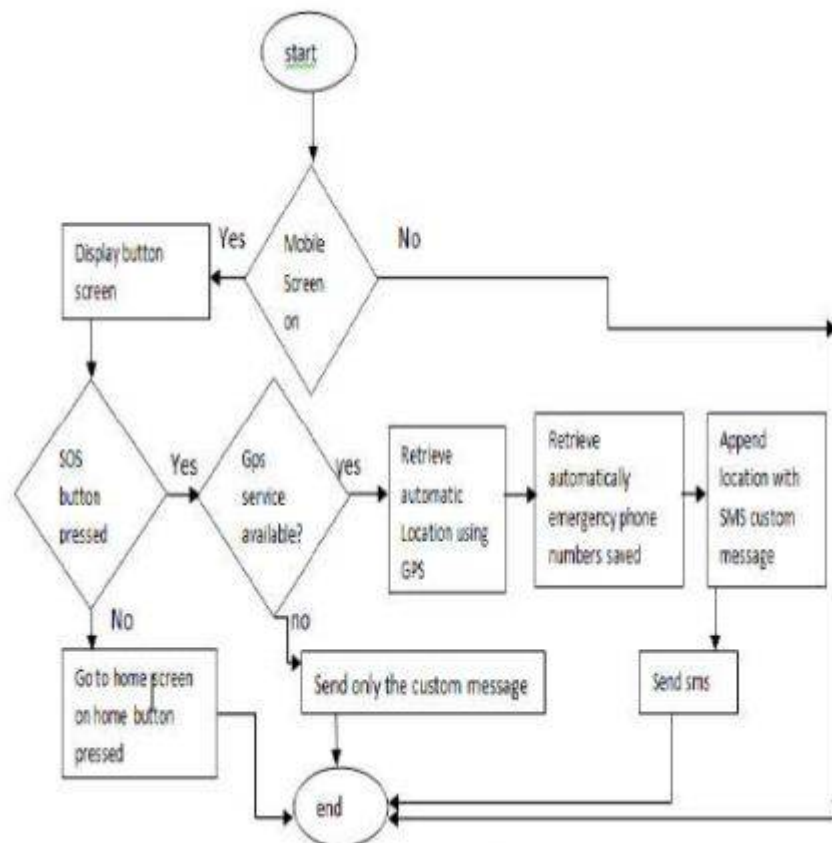 start
Mobile
Screen
on
Yes
No
Display button
screen
SOS
button
pressed
Yes
Gps
service
available?
yes
Retrieve
automatic
Location using
GPS
Retrieve
automatically
emergency phone
numbers saved
Append
location with
SMS custom
message
No
no
Go to home screen
on home button
pressed
Send only the custom message
Send sms
end